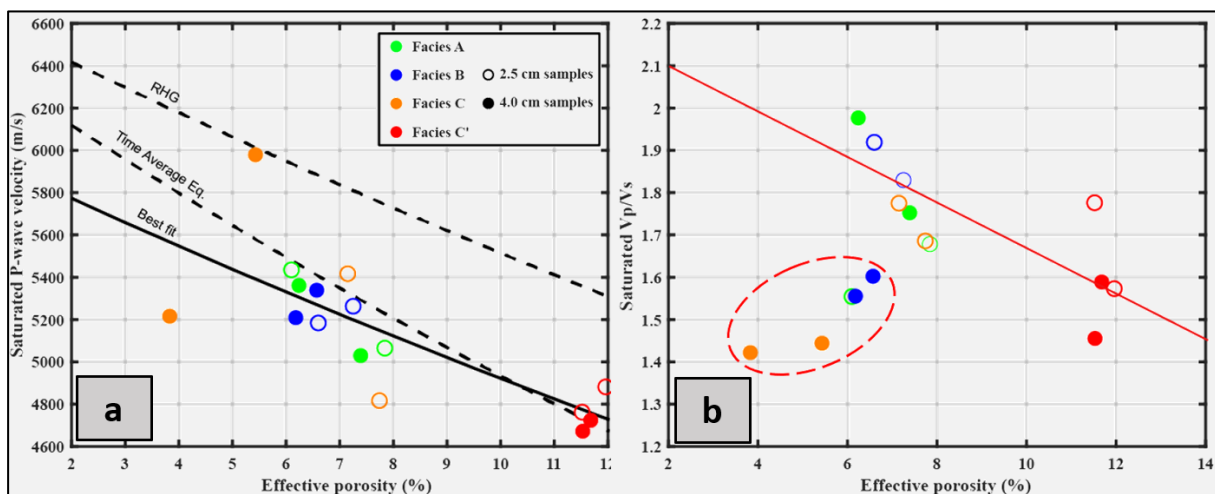 6600
6400
6200
6000
5800
5600
5400
5200
5000
4800
4600
Saturated P-wave velocity (m/s)
RHG
Time Average Eq.
Best fit
Facies A
Facies B
Facies C
Facies C'
2.5 cm samples
4.0 cm samples
a
2 3 4 5 6 7 8 9 10 11 12
Effective porosity (%)
2.2
2.1
2
1.9
1.8
1.7
1.6
1.5
1.4
1.3
1.2
Saturated Vp/Vs
b
2 4 6 8 10 12 14
Effective porosity (%)